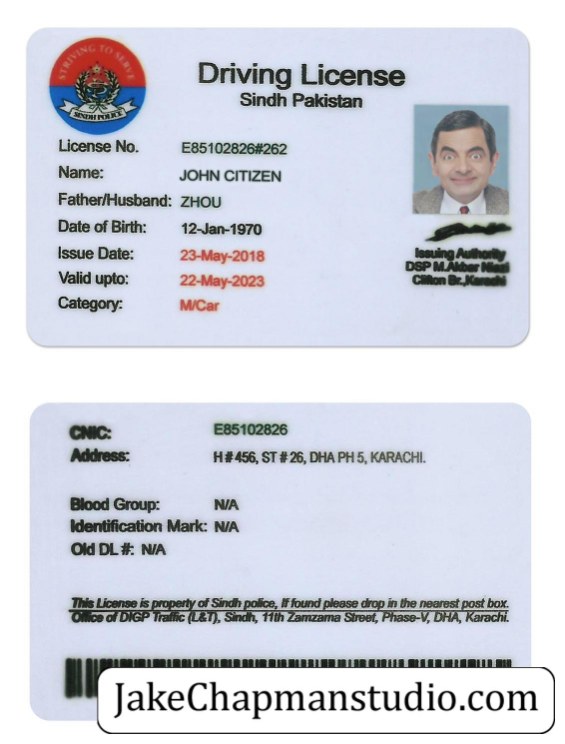 STRIVING TO SERVE
SINDH POLICE
Driving License
Sindh Pakistan
License No. E85102826#262
Name: JOHN CITIZEN
Father/Husband: ZHOU
Date of Birth: 12-Jan-1970
Issue Date: 23-May-2018
Valid upto: 22-May-2023
Category: M/Car
Issuing Authority
DSP M.Akbar Niazi
Clifton Br.,Karachi
CNIC: E85102826
Address: H # 456, ST # 26, DHA PH 5, KARACHI.
Blood Group: N/A
Identification Mark: N/A
Old DL #: N/A
This License is property of Sindh police, If found please drop in the nearest post box.
Office of DIGP Traffic (L&T), Sindh, 11th Zamzama Street, Phase-V, DHA, Karachi.
JakeChapmanstudio.com